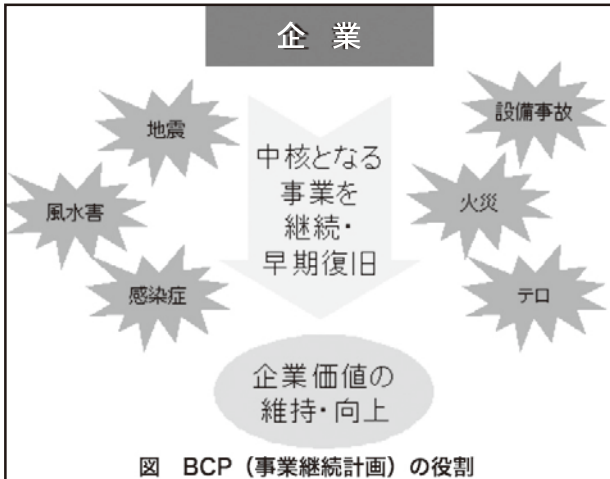 企 業
地震
風水害
感染症
中核となる
事業を
継続・
早期復旧
設備事故
火災
テロ
企業価値の
維持・向上
図 BCP（事業継続計画）の役割